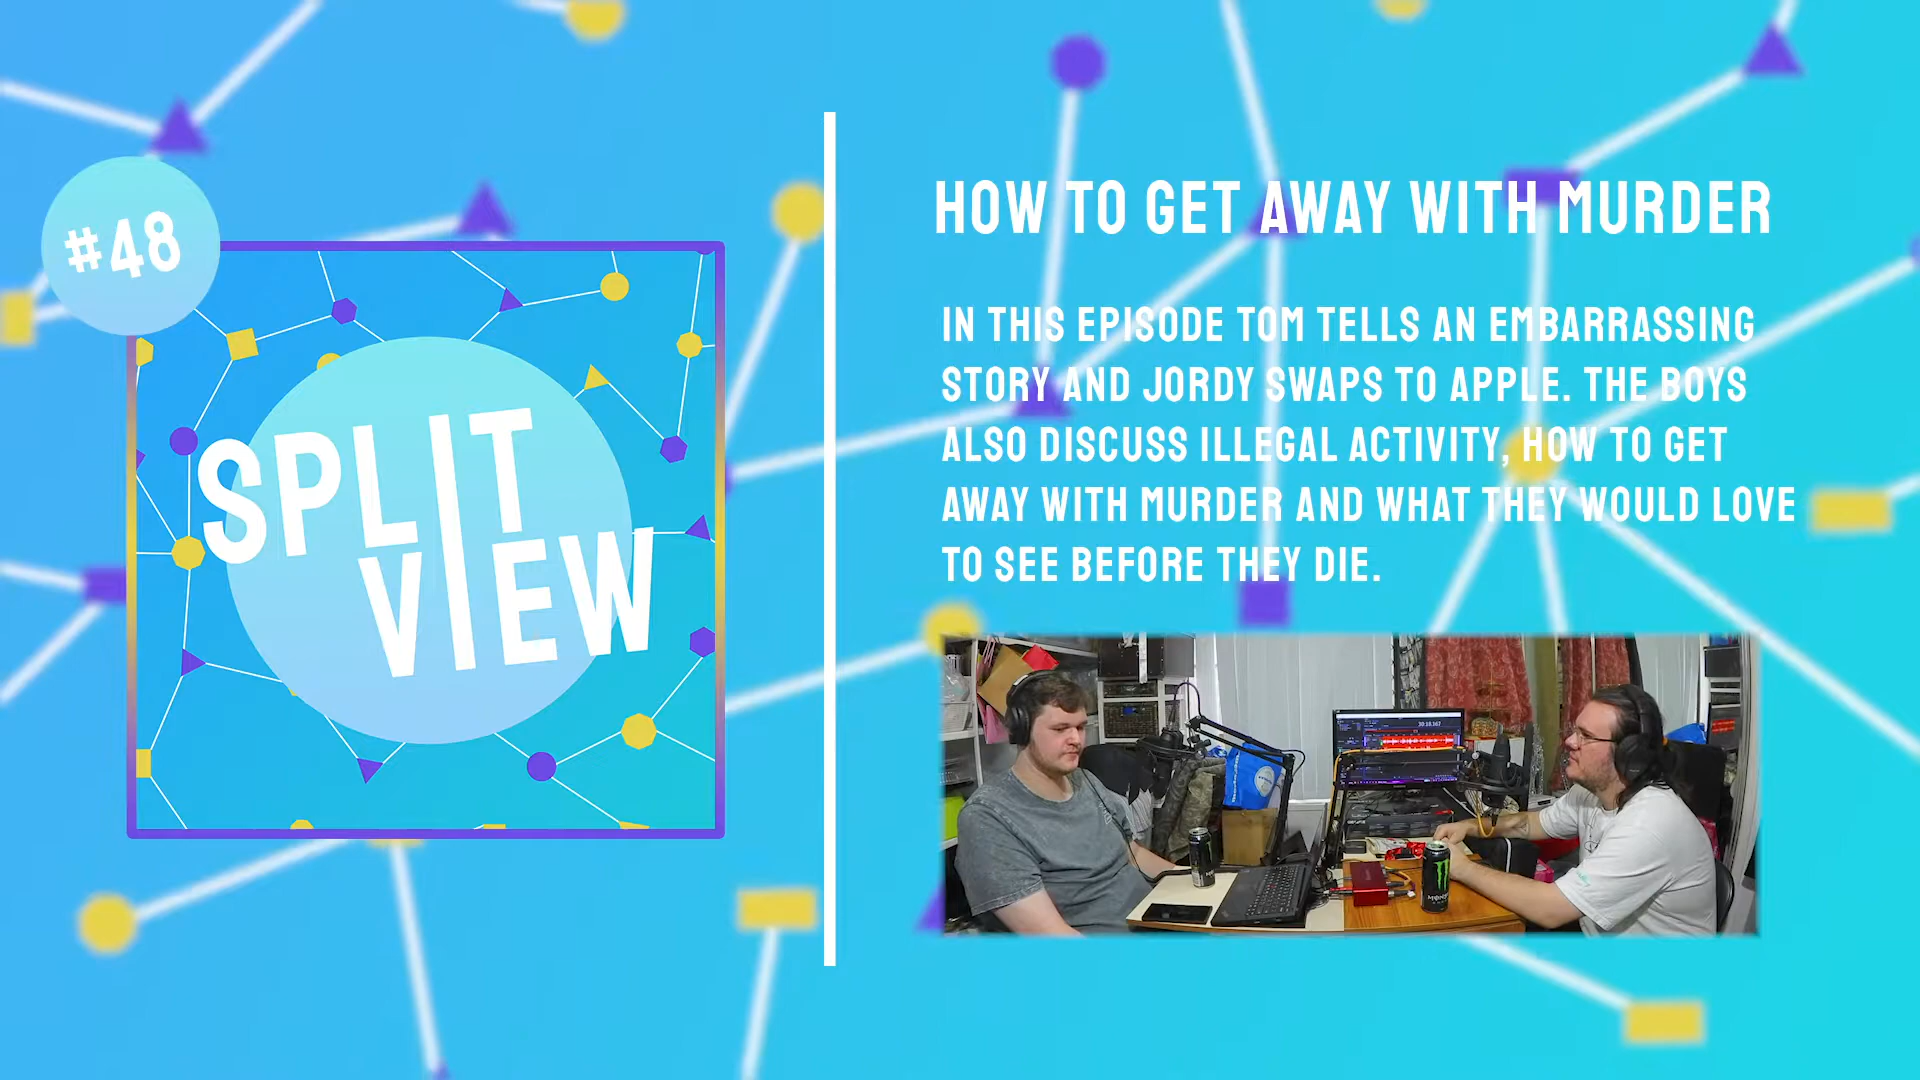 #48
SPLIT
VIEW
HOW TO GET AWAY WITH MURDER
IN THIS EPISODE TOM TELLS AN EMBARRASSING
STORY AND JORDY SWAPS TO APPLE. THE BOYS
ALSO DISCUSS ILLEGAL ACTIVITY, HOW TO GET
AWAY WITH MURDER AND WHAT THEY WOULD LOVE
TO SEE BEFORE THEY DIE.